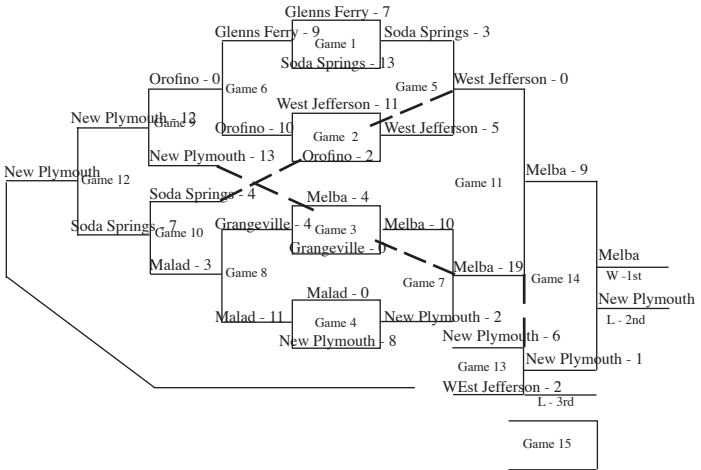 Glenns Ferry - 7
Glenns Ferry - 9
Soda Springs - 3
Game 1
Soda Springs - 13
Orofino - 0
Game 5
West Jefferson - 0
Game 6
West Jefferson - 11
New Plymouth - 12
Game 9
Orofino - 10
Game 2
West Jefferson - 5
New Plymouth - 13
Orofino - 2
New Plymouth
Game 12
Game 11
Melba - 9
Soda Springs - 4
Melba - 4
Soda Springs - 7
Game 10
Grangeville - 4
Game 3
Melba - 10
Grangeville - 0
Melba
Malad - 3
Game 8
Game 7
Melba - 19
Game 14
W -1st
Malad - 0
New Plymouth
Malad - 11
Game 4
New Plymouth - 2
L - 2nd
New Plymouth - 8
New Plymouth - 6
New Plymouth - 1
Game 13
WEst Jefferson - 2
L - 3rd
Game 15